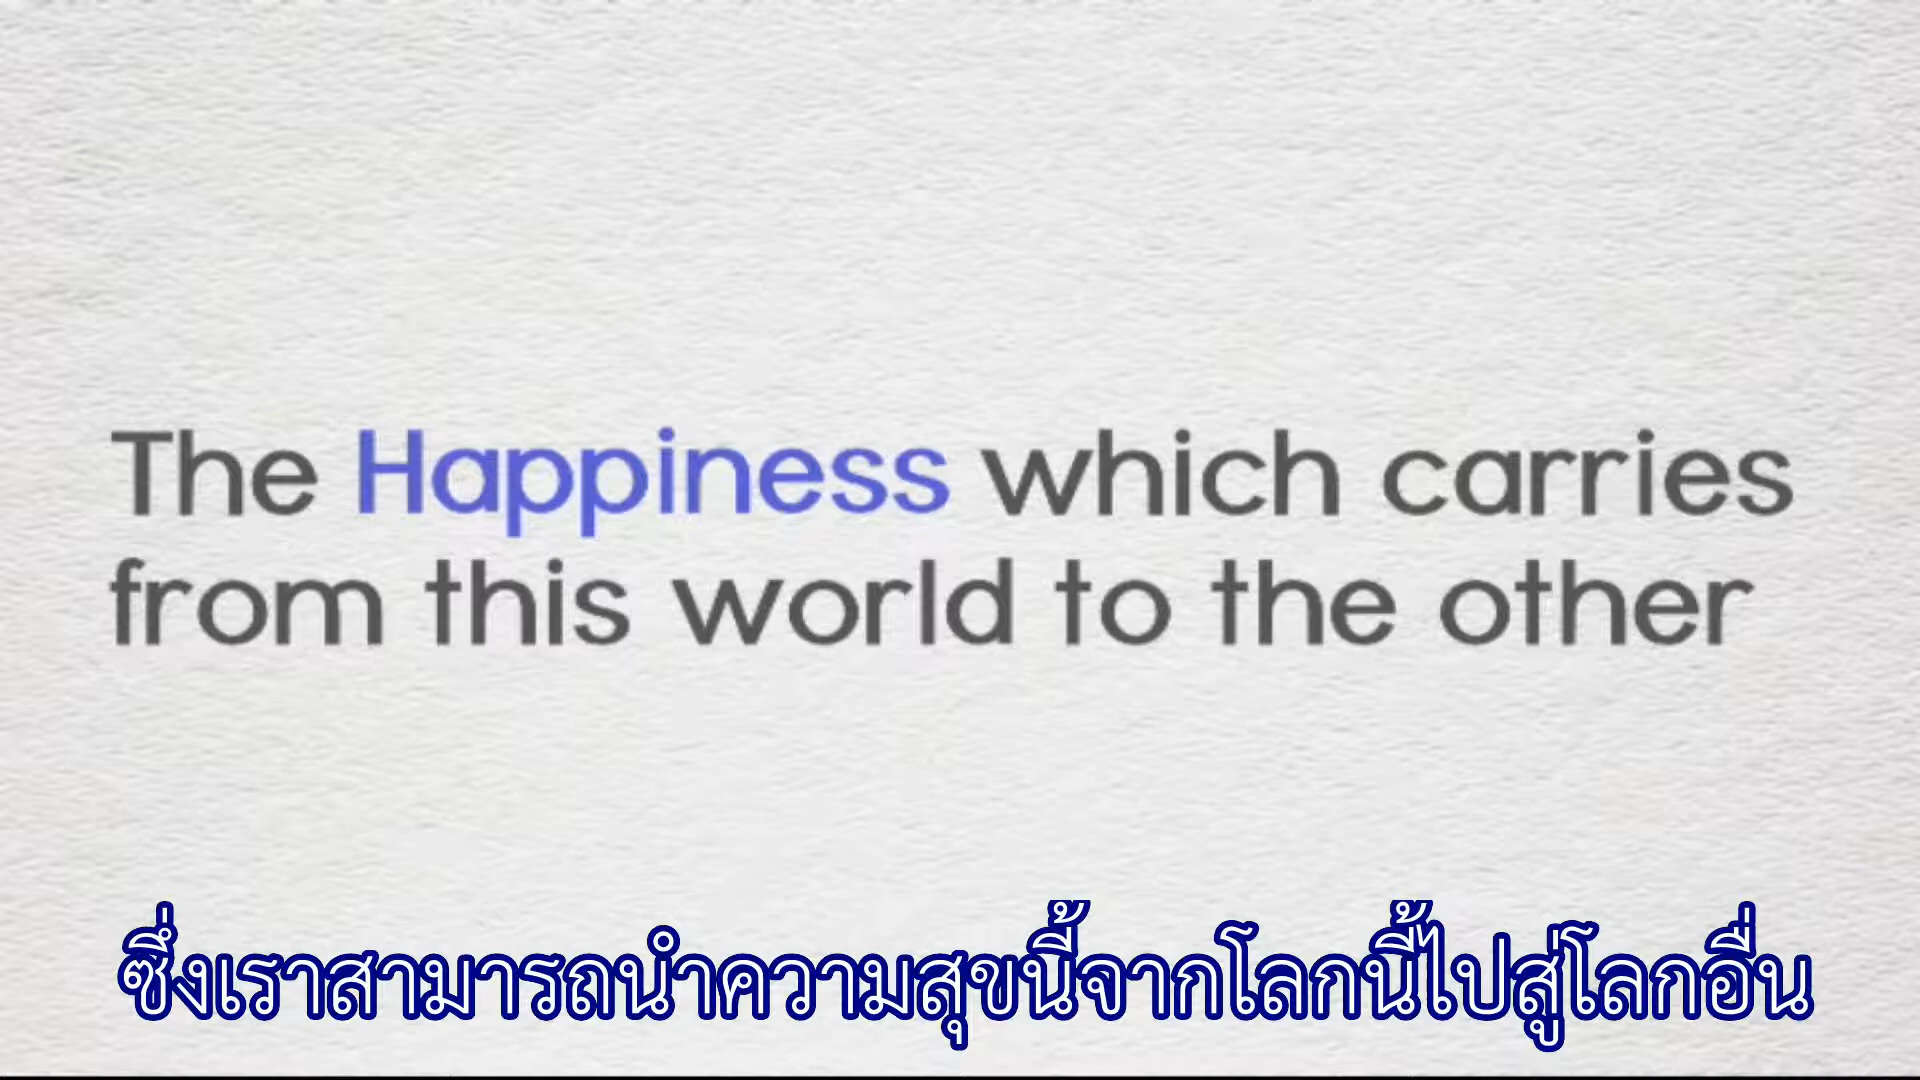 The Happiness which carries
from this world to the other
ซึ่งเราสามารถนำความสุขนี้จากโลกนี้ไปสู่โลกอื่น